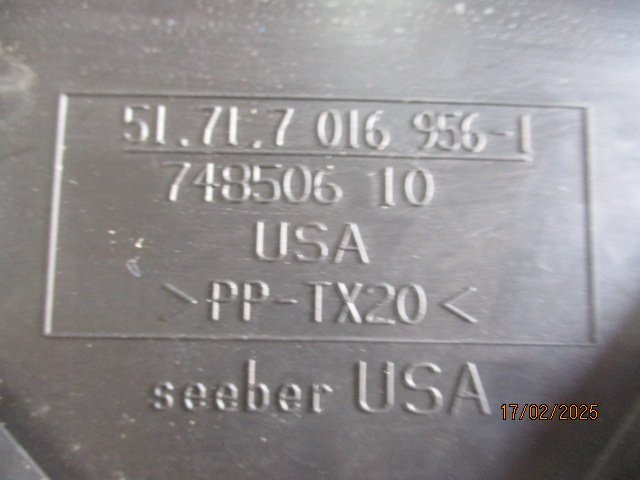 51.71.7 016 956-1
748506 10
USA
>PP-TX20<
seeber USA
17/02/2025